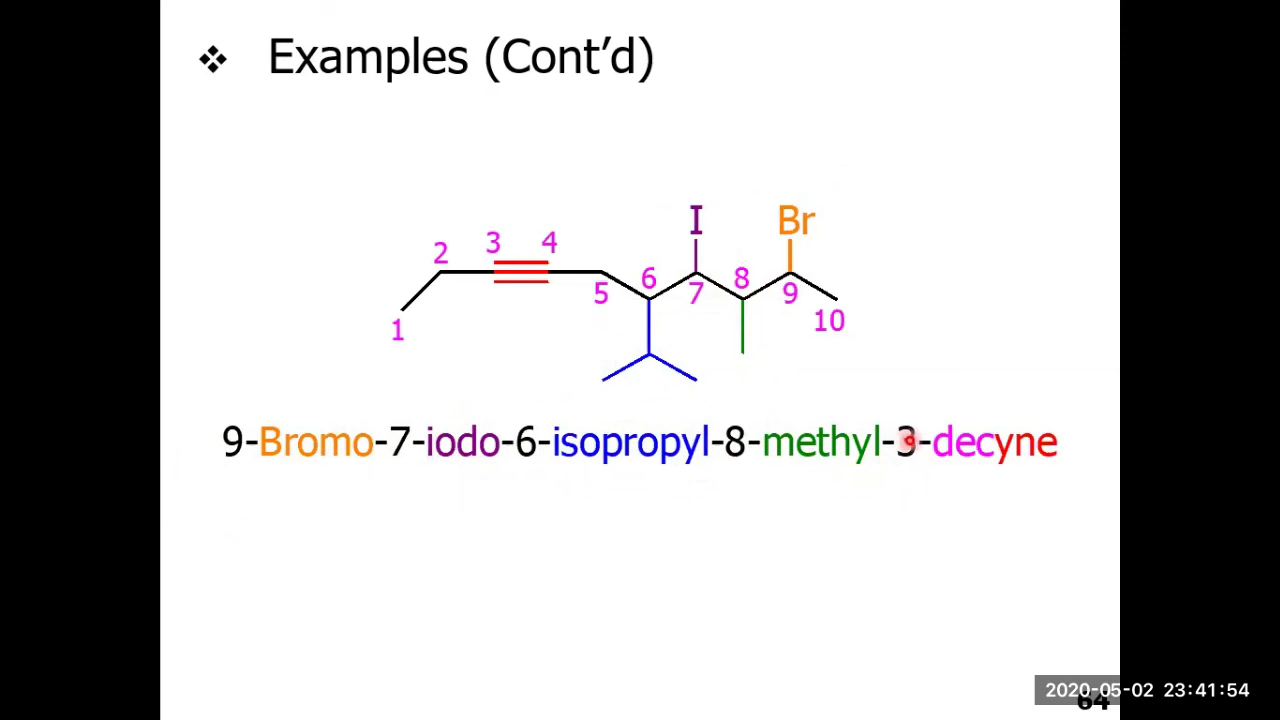 ❖ Examples (Cont’d)
I Br
2 3 4 6 8
1 5 7 9 10
9-Bromo-7-iodo-6-isopropyl-8-methyl-3-decyne
2020-05-02 23:41:54
64